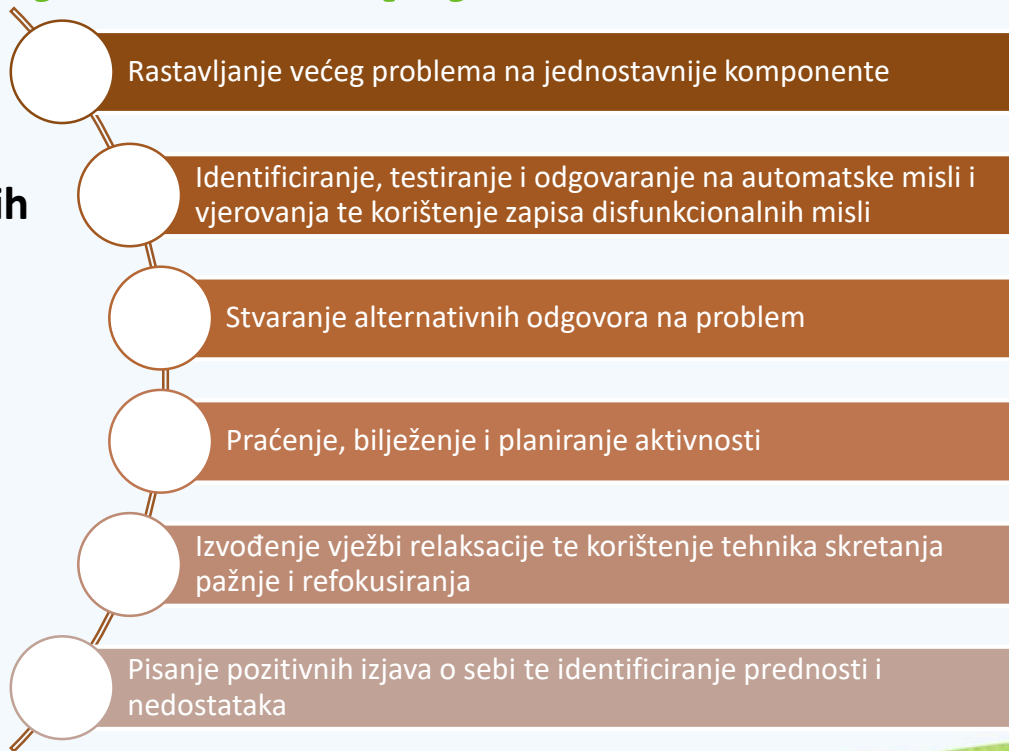 Rastavljanje većeg problema na jednostavnije komponente
Identificiranje, testiranje i odgovaranje na automatske misli i
vjerovanja te korištenje zapisa disfunkcionalnih misli
ih
Stvaranje alternativnih odgovora na problem
Praćenje, bilježenje i planiranje aktivnosti
Izvođenje vježbi relaksacije te korištenje tehnika skretanja
pažnje i refokusiranja
Pisanje pozitivnih izjava o sebi te identificiranje prednosti i
nedostataka